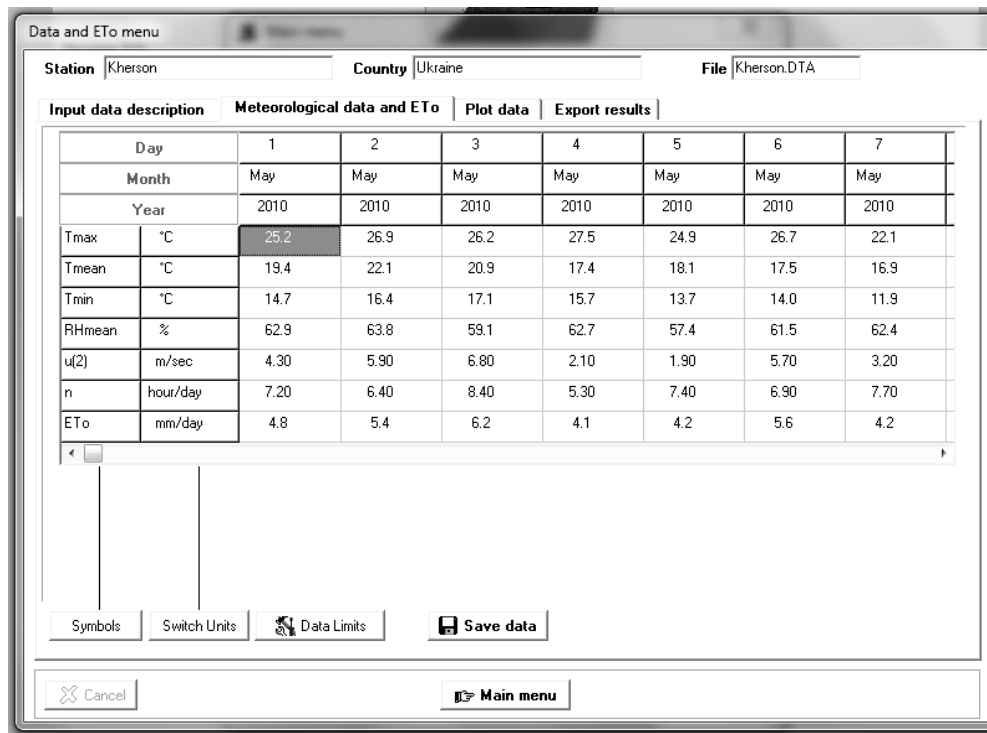 Data and ETo menu
Main menu
Station Kherson Country Ukraine File Kherson.DTA
Input data description Meteorological data and ETo Plot data Export results
Day 1 2 3 4 5 6 7
Month May May May May May May May
Year 2010 2010 2010 2010 2010 2010 2010
Tmax °C 25.2 26.9 26.2 27.5 24.9 26.7 22.1
Tmean °C 19.4 22.1 20.9 17.4 18.1 17.5 16.9
Tmin °C 14.7 16.4 17.1 15.7 13.7 14.0 11.9
RHmean % 62.9 63.8 59.1 62.7 57.4 61.5 62.4
u(2) m/sec 4.30 5.90 6.80 2.10 1.90 5.70 3.20
n hour/day 7.20 6.40 8.40 5.30 7.40 6.90 7.70
ETo mm/day 4.8 5.4 6.2 4.1 4.2 5.6 4.2
Symbols Switch Units Data Limits Save data
Cancel Main menu